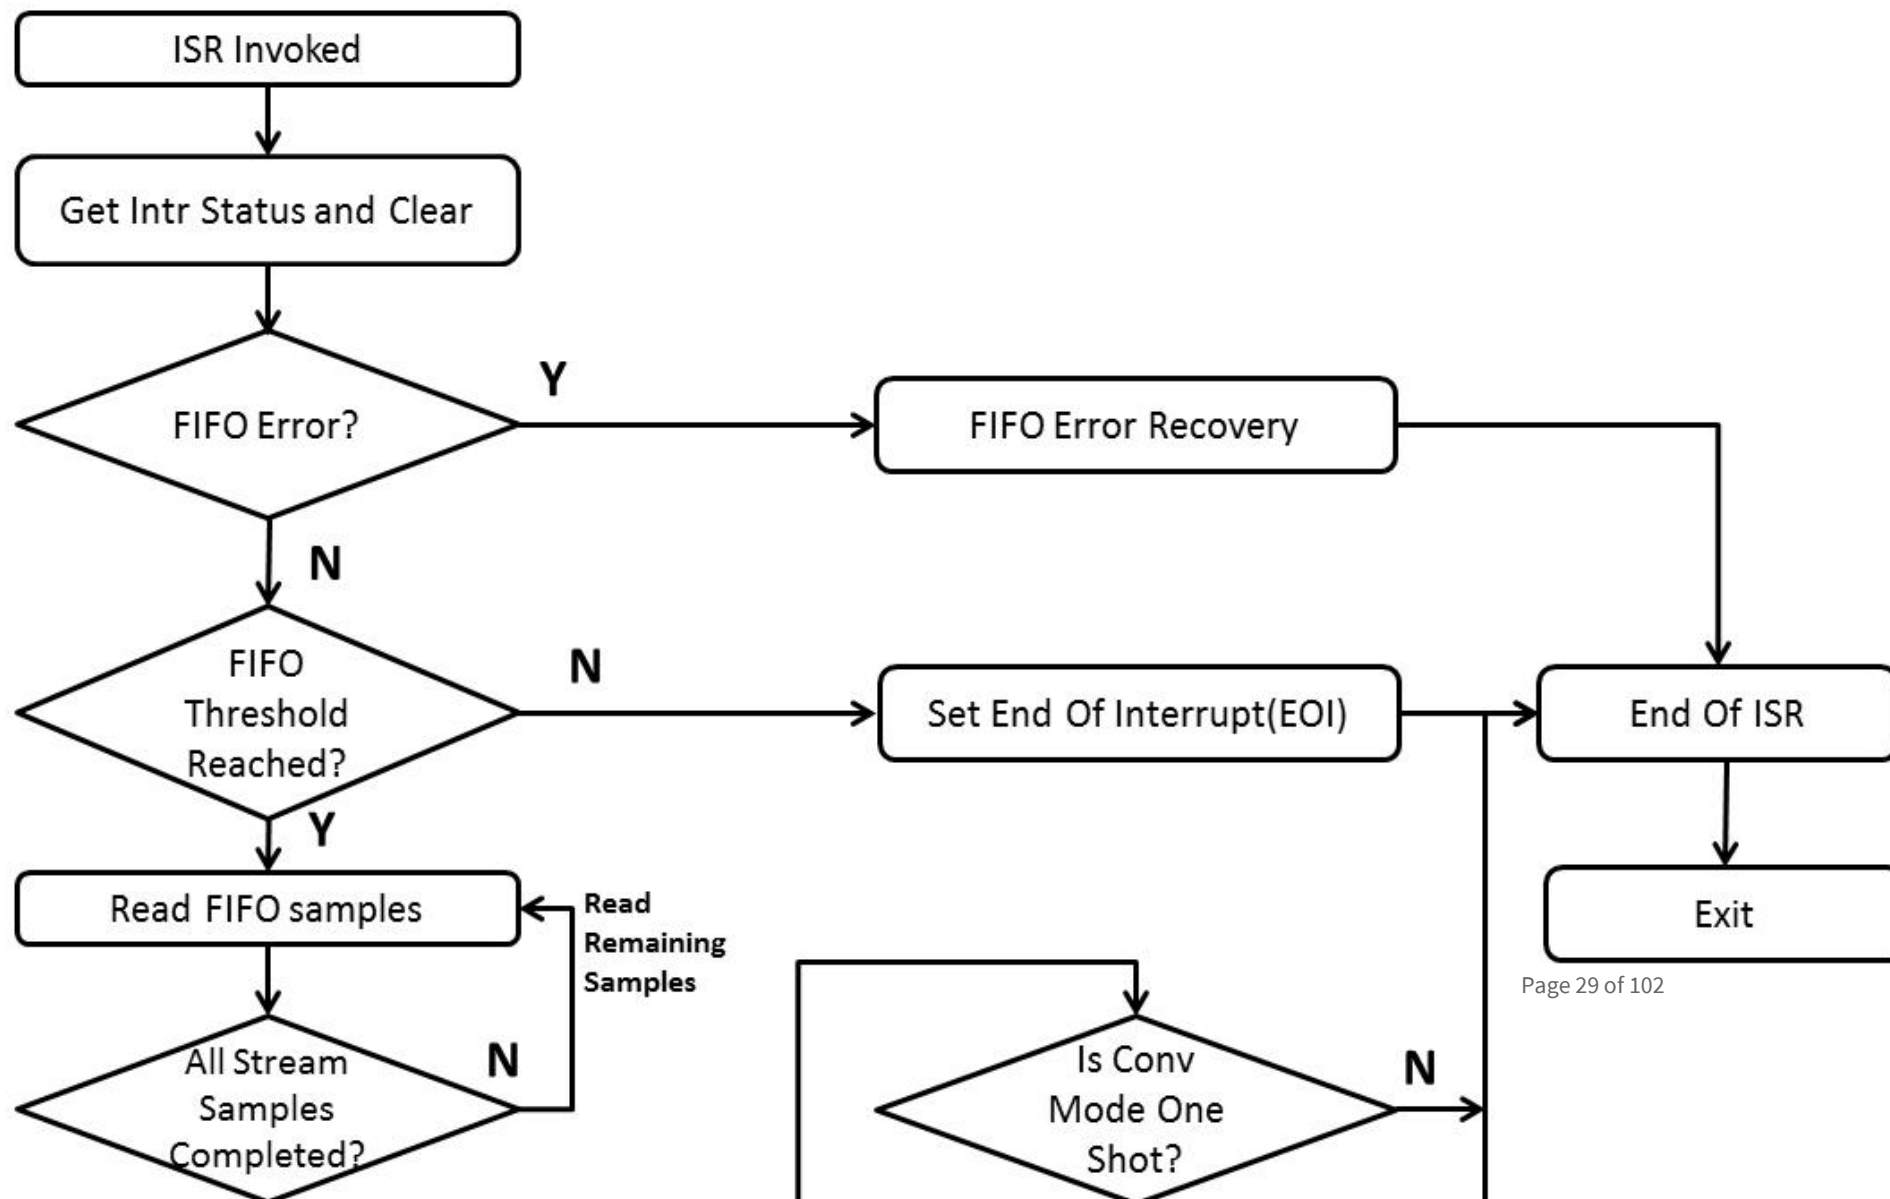 ISR Invoked
Get Intr Status and Clear
FIFO Error?
Y
FIFO Error Recovery
N
FIFO
Threshold
Reached?
N
Set End Of Interrupt(EOI)
End Of ISR
Y
Read FIFO samples
Read
Remaining
Samples
Exit
Page 29 of 102
All Stream
Samples
Completed?
N
Is Conv
Mode One
Shot?
N